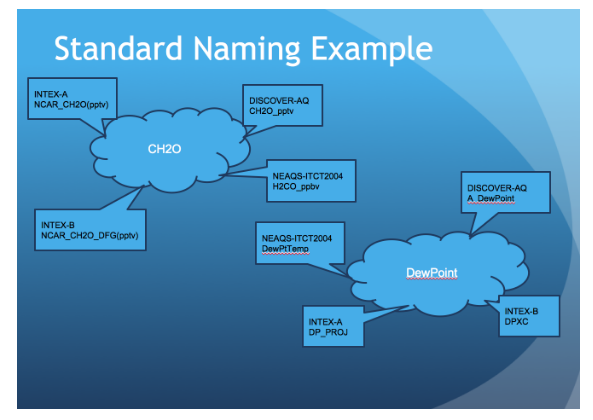 Standard Naming Example
INTEX-A
NCAR_CH2O(pptv)
DISCOVER-AQ
CH2O_pptv
CH2O
NEAQS-ITCT2004
H2CO_ppbv
INTEX-B
NCAR_CH2O_DFG(pptv)
DISCOVER-AQ
A_DewPoint
NEAQS-ITCT2004
DewPtTemp
DewPoint
INTEX-A
DP_PROJ
INTEX-B
DPXC